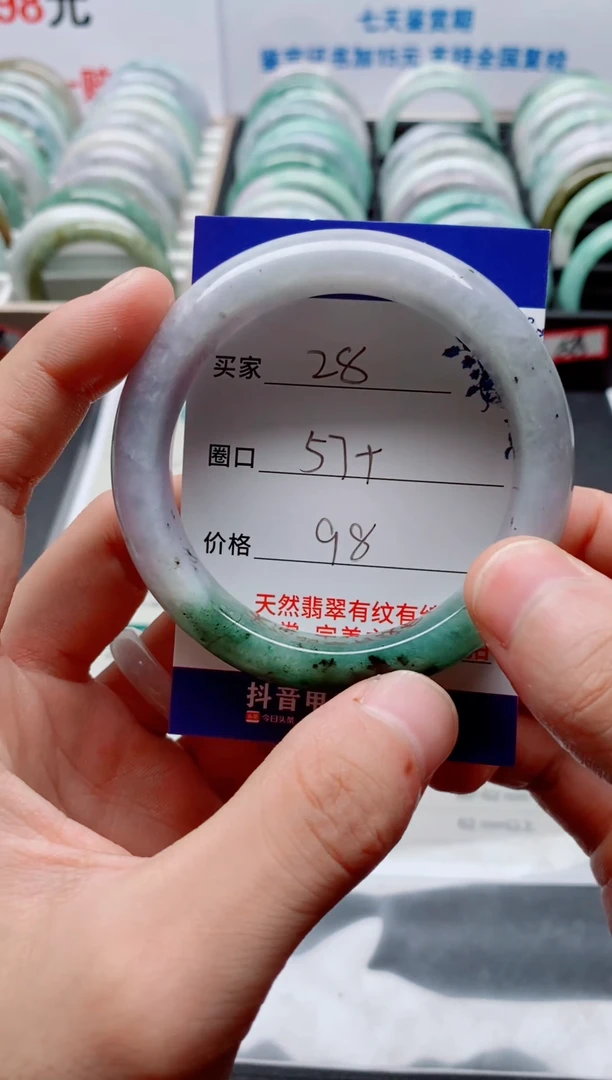 98元
七天鉴赏期
鉴定证书加15元 支持全国复检
买家 28
圈口 57+
价格 98
天然翡翠有纹有
抖音
今日头条